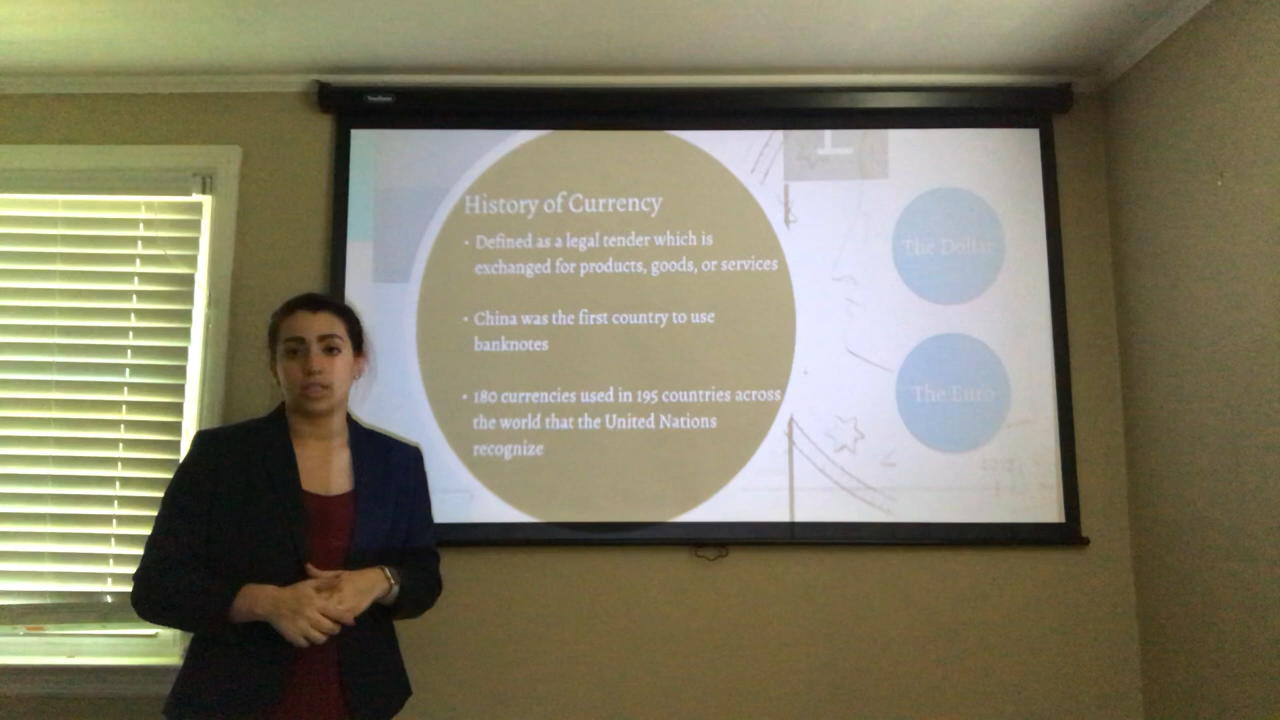 History of Currency
• Defined as a legal tender which is
exchanged for products, goods, or services
• China was the first country to use
banknotes
• 180 currencies used in 195 countries across
the world that the United Nations
recognize
The Dollar
The Euro